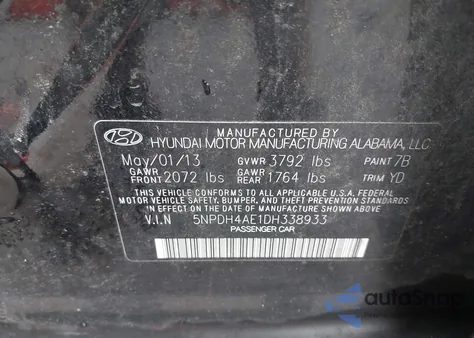 MANUFACTURED BY
HYUNDAI MOTOR MANUFACTURING ALABAMA, LLC
May/01/13 GVWR 3792 lbs PAINT 7B
GAWR FRONT 2072 lbs GAWR REAR 1764 lbs TRIM YD
THIS VEHICLE CONFORMS TO ALL APPLICABLE U.S.A. FEDERAL
MOTOR VEHICLE SAFETY, BUMPER, AND THEFT PREVENTION STANDARDS
IN EFFECT ON THE DATE OF MANUFACTURE SHOWN ABOVE.
V.I.N 5NPDH4AE1DH338933
PASSENGER CAR
autoSnap